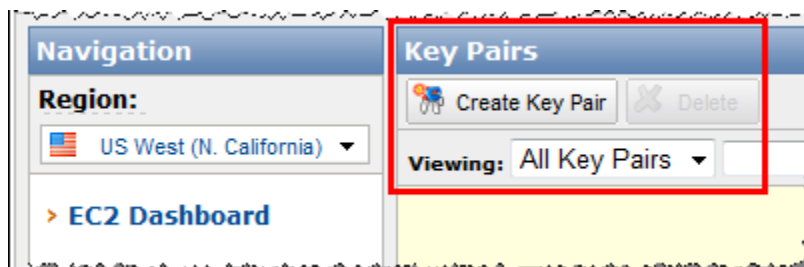 Navigation
Region:
US West (N. California)
> EC2 Dashboard
Key Pairs
Create Key Pair Delete
Viewing: All Key Pairs